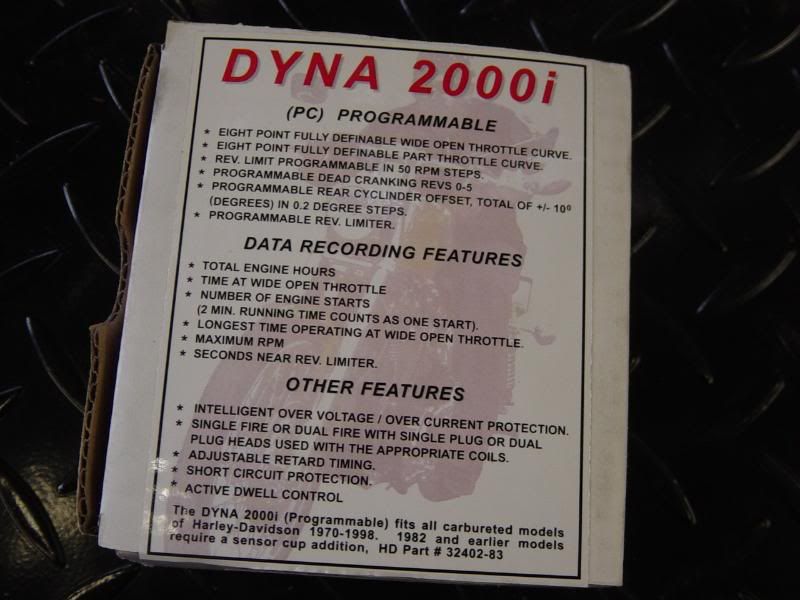 DYNA 2000i
(PC) PROGRAMMABLE
* EIGHT POINT FULLY DEFINABLE WIDE OPEN THROTTLE CURVE.
* EIGHT POINT FULLY DEFINABLE PART THROTTLE CURVE.
* REV. LIMIT PROGRAMMABLE IN 50 RPM STEPS.
* PROGRAMMABLE DEAD CRANKING REVS 0-5
* PROGRAMMABLE REAR CYCLINDER OFFSET, TOTAL OF +/- 10º
(DEGREES) IN 0.2 DEGREE STEPS.
* PROGRAMMABLE REV. LIMITER.
DATA RECORDING FEATURES
* TOTAL ENGINE HOURS
* TIME AT WIDE OPEN THROTTLE
* NUMBER OF ENGINE STARTS
(2 MIN. RUNNING TIME COUNTS AS ONE START).
* LONGEST TIME OPERATING AT WIDE OPEN THROTTLE.
* MAXIMUM RPM
* SECONDS NEAR REV. LIMITER.
OTHER FEATURES
* INTELLIGENT OVER VOLTAGE / OVER CURRENT PROTECTION.
* SINGLE FIRE OR DUAL FIRE WITH SINGLE PLUG OR DUAL
PLUG HEADS USED WITH THE APPROPRIATE COILS.
* ADJUSTABLE RETARD TIMING.
* SHORT CIRCUIT PROTECTION.
* ACTIVE DWELL CONTROL
The DYNA 2000i (Programmable) fits all carbureted models
of Harley-Davidson 1970-1998. 1982 and earlier models
require a sensor cup addition, HD Part # 32402-83